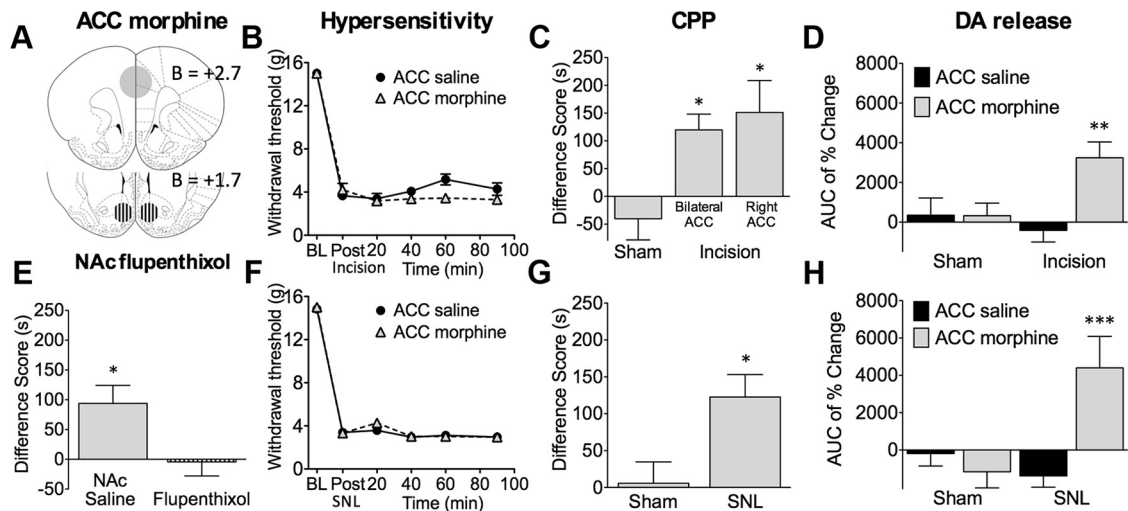 ACC morphine
Hypersensitivity
CPP
DA release
A
B = +2.7
B = +1.7
B
Withdrawal threshold (g)
16
12
8
4
0
ACC saline
ACC morphine
BL Post 20 40 60 80 100
Incision Time (min)
C
Difference Score (s)
250
200
150
100
50
0
-50
*
*
Bilateral ACC
Right ACC
Sham
Incision
D
AUC of % Change
8000
6000
4000
2000
0
ACC saline
ACC morphine
**
Sham
Incision
NAc flupenthixol
E
Difference Score (s)
250
200
150
100
50
0
-50
*
NAc
Saline
Flupenthixol
F
Withdrawal threshold (g)
16
12
8
4
0
ACC saline
ACC morphine
BL Post 20 40 60 80 100
SNL Time (min)
G
Difference Score (s)
250
200
150
100
50
0
*
Sham
SNL
H
AUC of % Change
8000
6000
4000
2000
0
ACC saline
ACC morphine
***
Sham
SNL